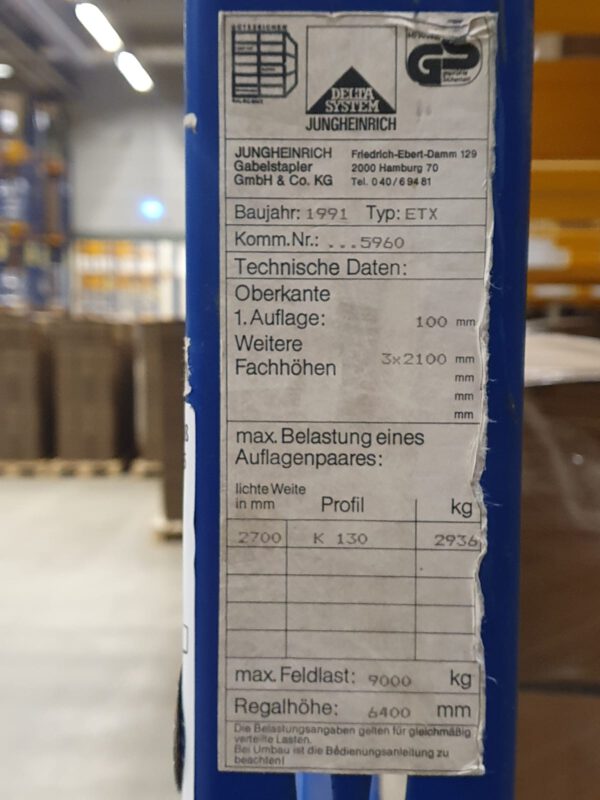 GÜTEZEICHEN
DELTA
SYSTEM
GS
JUNGHEINRICH
JUNGHEINRICH Friedrich-Ebert-Damm 129
Gabelstapler 2000 Hamburg 70
GmbH & Co. KG Tel. 040/69481
Baujahr: 1991 Typ: ETX
Komm.Nr.: ...5960
Technische Daten:
Oberkante
1. Auflage: 100 mm
Weitere
Fachhöhen 3x2100 mm
mm
mm
mm
max. Belastung eines
Auflagenpaares:
lichte Weite
in mm Profil kg
2700 K 130 2936
max. Feldlast: 9000 kg
Regalhöhe: 6400 mm
Die Belastungsangaben gelten für gleichmäßig
verteilte Lasten.
Bei Umbau ist die Bedienungsanleitung zu
beachten!